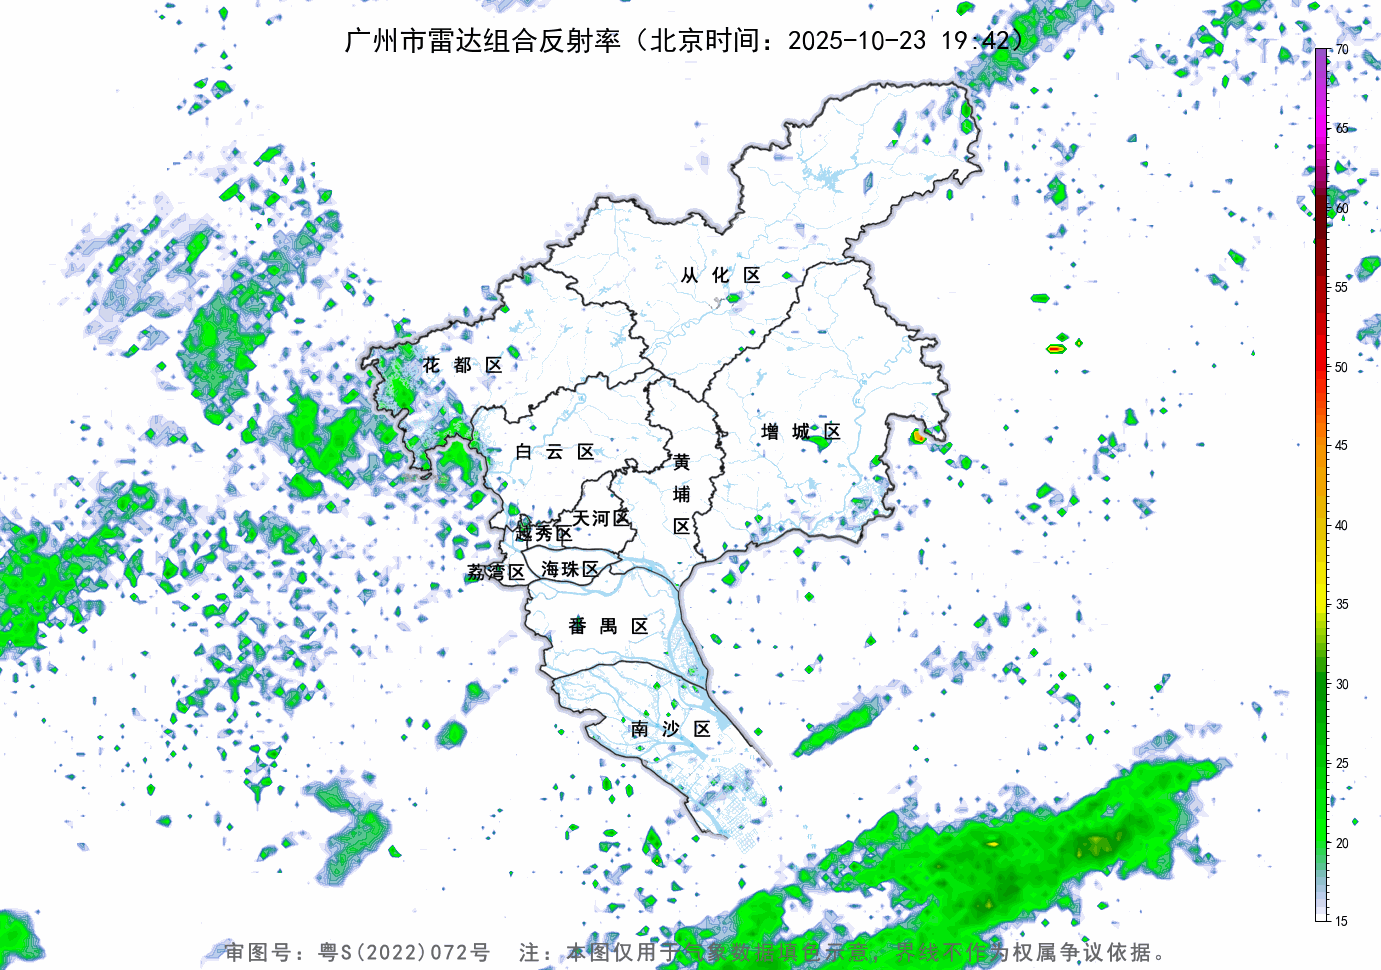 广州市雷达组合反射率（北京时间：2025-10-23 19:42）
70
65
60
55
50
45
40
35
30
25
20
15
从化区
花都区
增城区
白云区
黄埔区
天河区
越秀区
海珠区
荔湾区
番禺区
南沙区
审图号：粤S(2022)072号 注：本图仅用于气象数据填色示意，界线不作为权属争议依据。